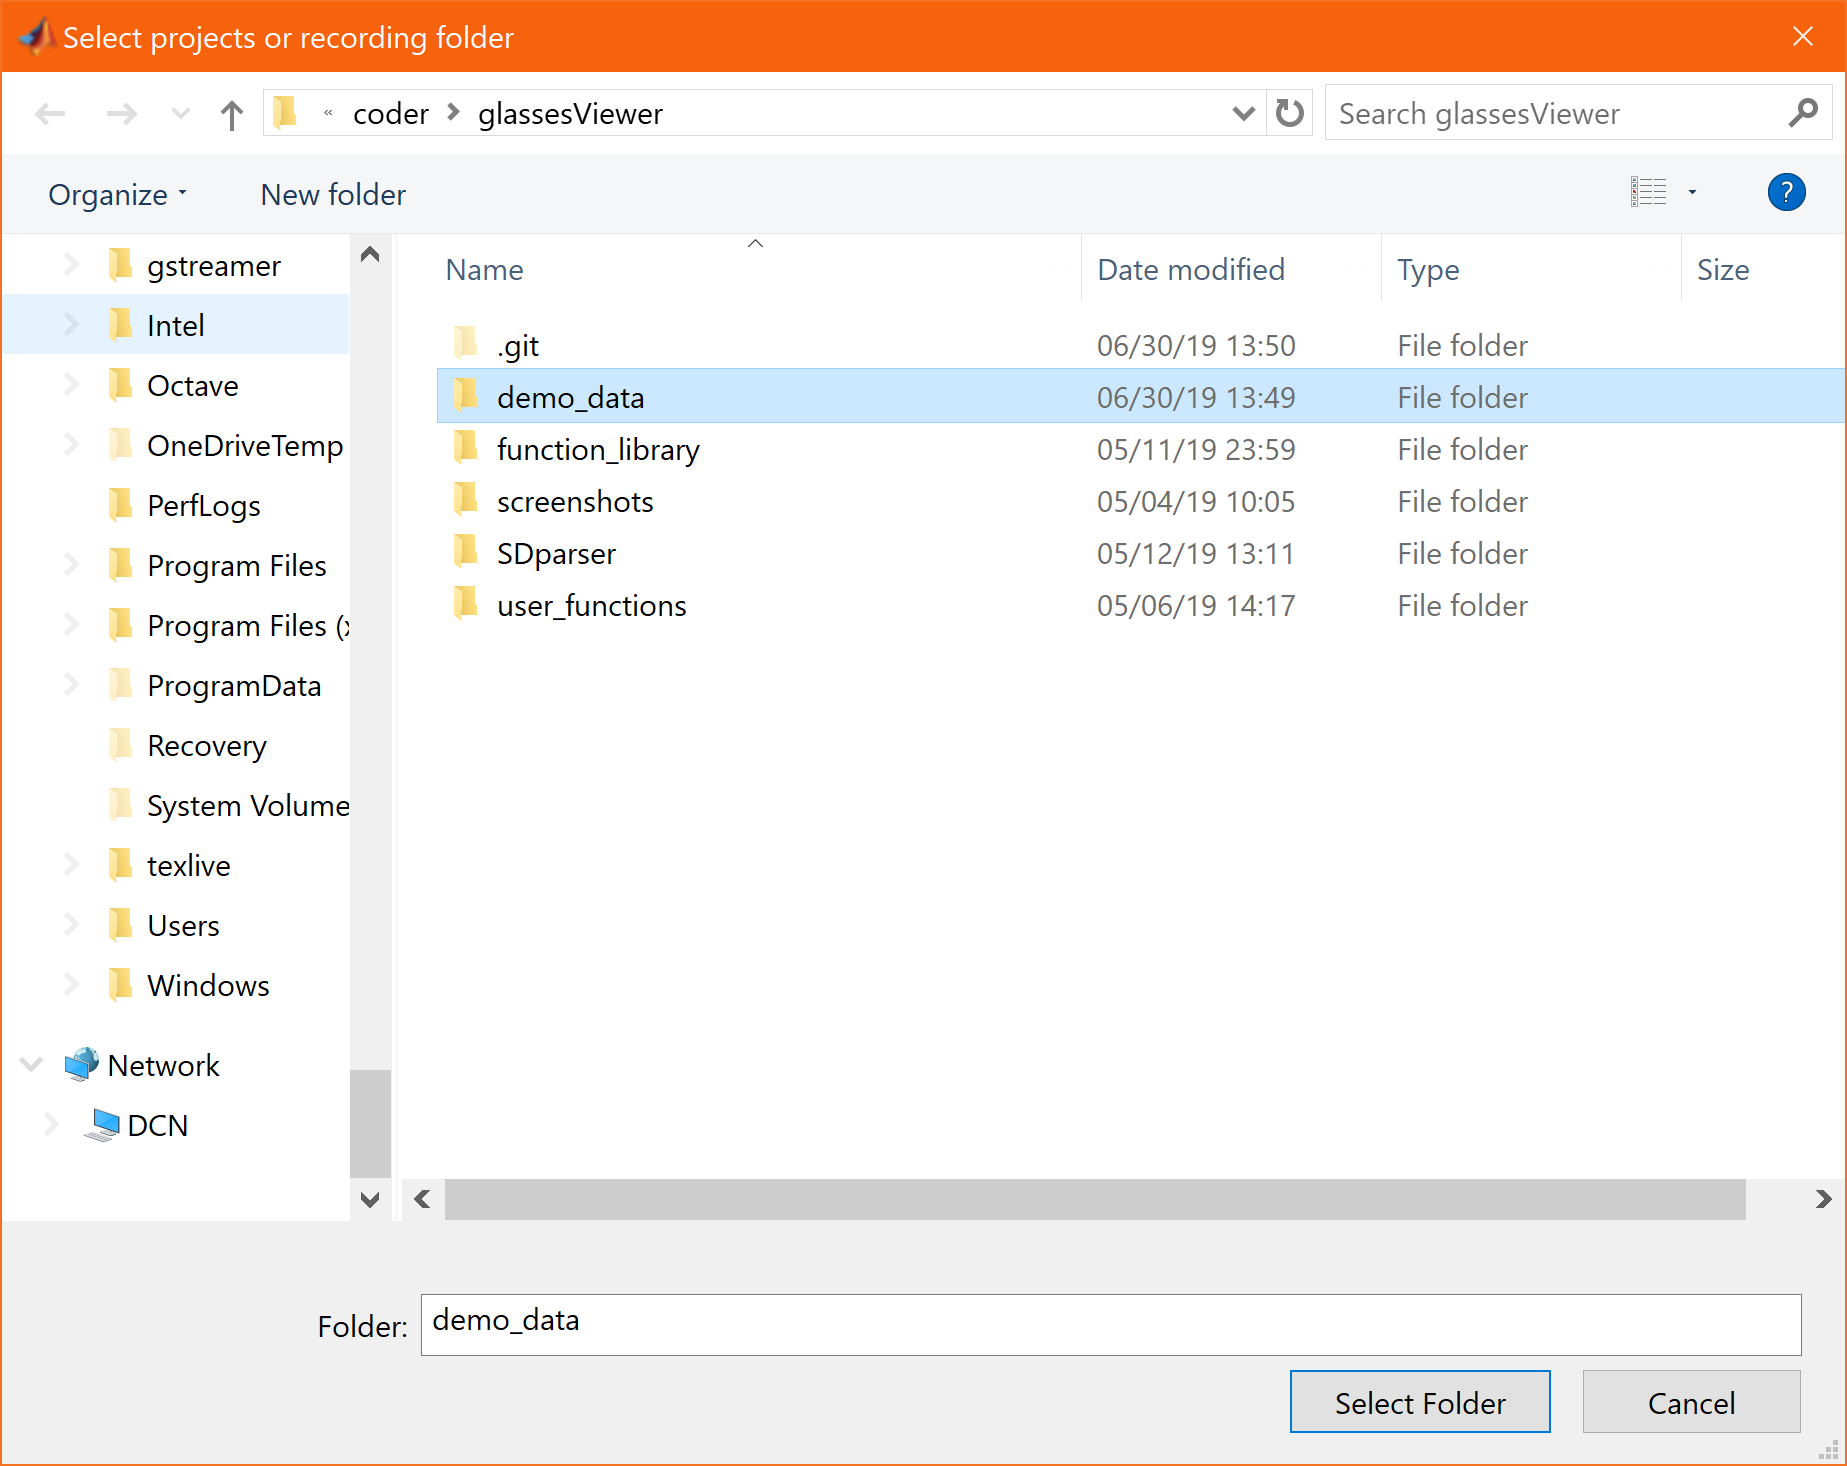 Select projects or recording folder
« coder > glassesViewer
Search glassesViewer
Organize
New folder
?
gstreamer
Intel
Octave
OneDriveTemp
PerfLogs
Program Files
Program Files (x
ProgramData
Recovery
System Volume
texlive
Users
Windows
Network
DCN
Name Date modified Type Size
.git 06/30/19 13:50 File folder
demo_data 06/30/19 13:49 File folder
function_library 05/11/19 23:59 File folder
screenshots 05/04/19 10:05 File folder
SDparser 05/12/19 13:11 File folder
user_functions 05/06/19 14:17 File folder
Folder: demo_data
Select Folder
Cancel